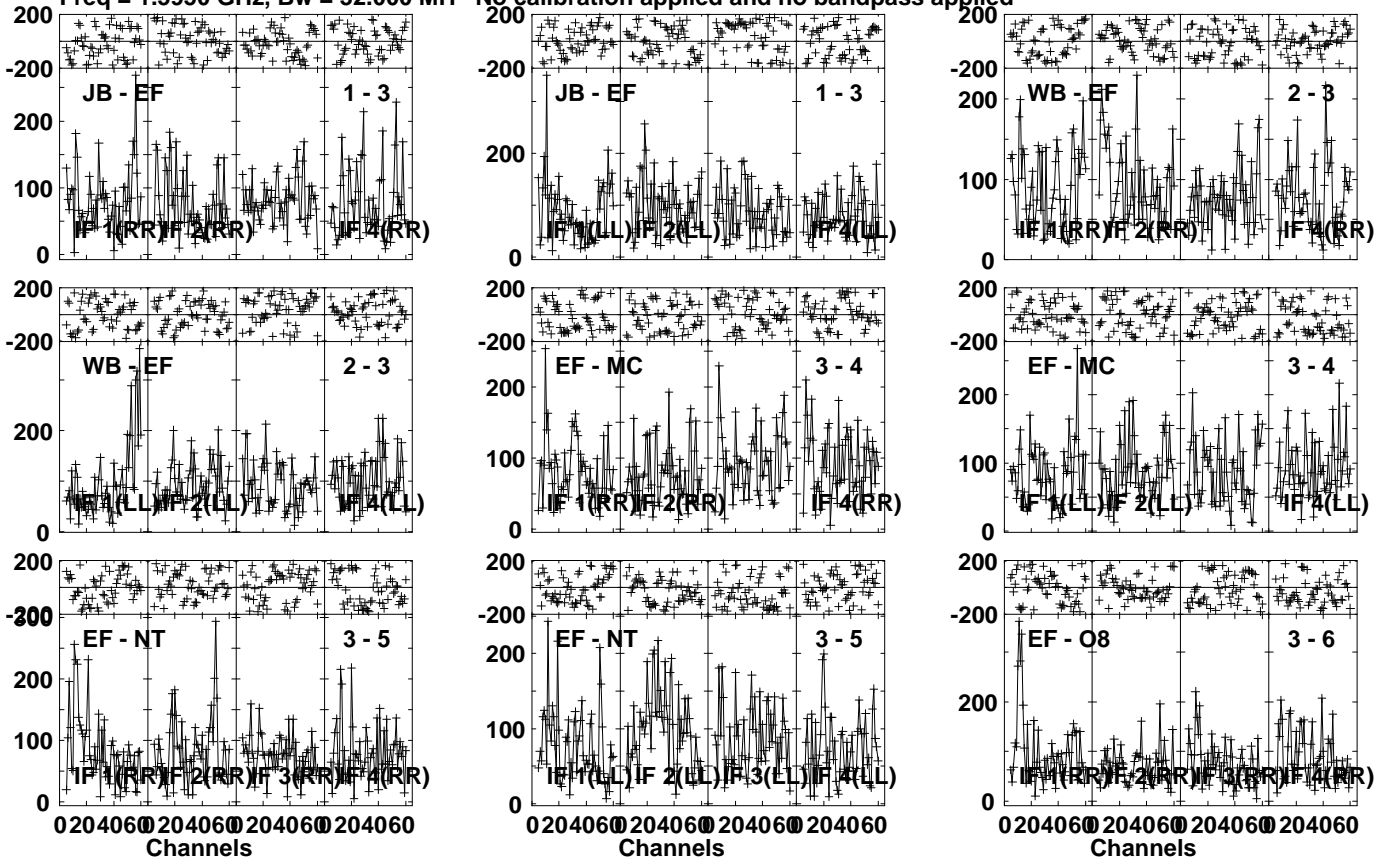 Freq = 1.5950 GHz, Bw = 32.000 MH No calibration applied and no bandpass applied
200
-200
JB - EF 1 - 3
200
100
0
IF 1(RR) IF 2(RR) IF 4(RR)
JB - EF 1 - 3
200
0
IF 1(LL) IF 2(LL) IF 4(LL)
WB - EF 2 - 3
200
100
0
IF 1(RR) IF 2(RR) IF 4(RR)
200
-200
WB - EF 2 - 3
200
0
IF 1(LL) IF 2(LL) IF 4(LL)
200
-200
EF - MC 3 - 4
200
100
0
IF 1(RR) IF 2(RR) IF 4(RR)
200
-200
EF - MC 3 - 4
200
100
0
IF 1(LL) IF 2(LL) IF 4(LL)
200
-200
300
EF - NT 3 - 5
200
100
0
IF 1(RR) IF 2(RR) IF 3(RR) IF 4(RR)
0 20 40 60 0 20 40 60 0 20 40 60 0 20 40 60
Channels
200
-200
EF - NT 3 - 5
200
100
0
IF 1(LL) IF 2(LL) IF 3(LL) IF 4(LL)
0 20 40 60 0 20 40 60 0 20 40 60 0 20 40 60
Channels
200
-200
EF - O8 3 - 6
200
0
IF 1(RR) IF 2(RR) IF 3(RR) IF 4(RR)
0 20 40 60 0 20 40 60 0 20 40 60 0 20 40 60
Channels